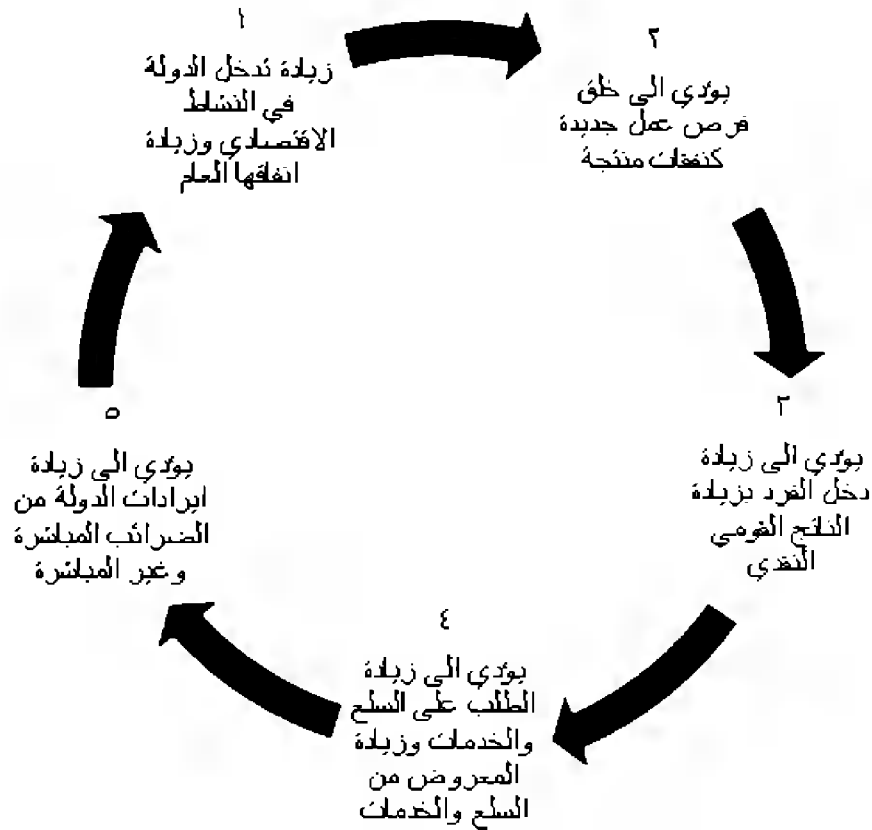 ١
زيادة تدخل الدولة
في النشاط
الاقتصادي وزيادة
انفاقها العام
٢
يؤدي الى خلق
فرص عمل جديدة
كنفقات منتجة
٣
يؤدي الى زيادة
دخل الفرد بزيادة
الناتج القومي
النقدي
٤
يؤدي الى زيادة
الطلب على السلع
والخدمات وزيادة
المعروض من
السلع والخدمات
٥
يؤدي الى زيادة
ايرادات الدولة من
الضرائب المباشرة
وغير المباشرة